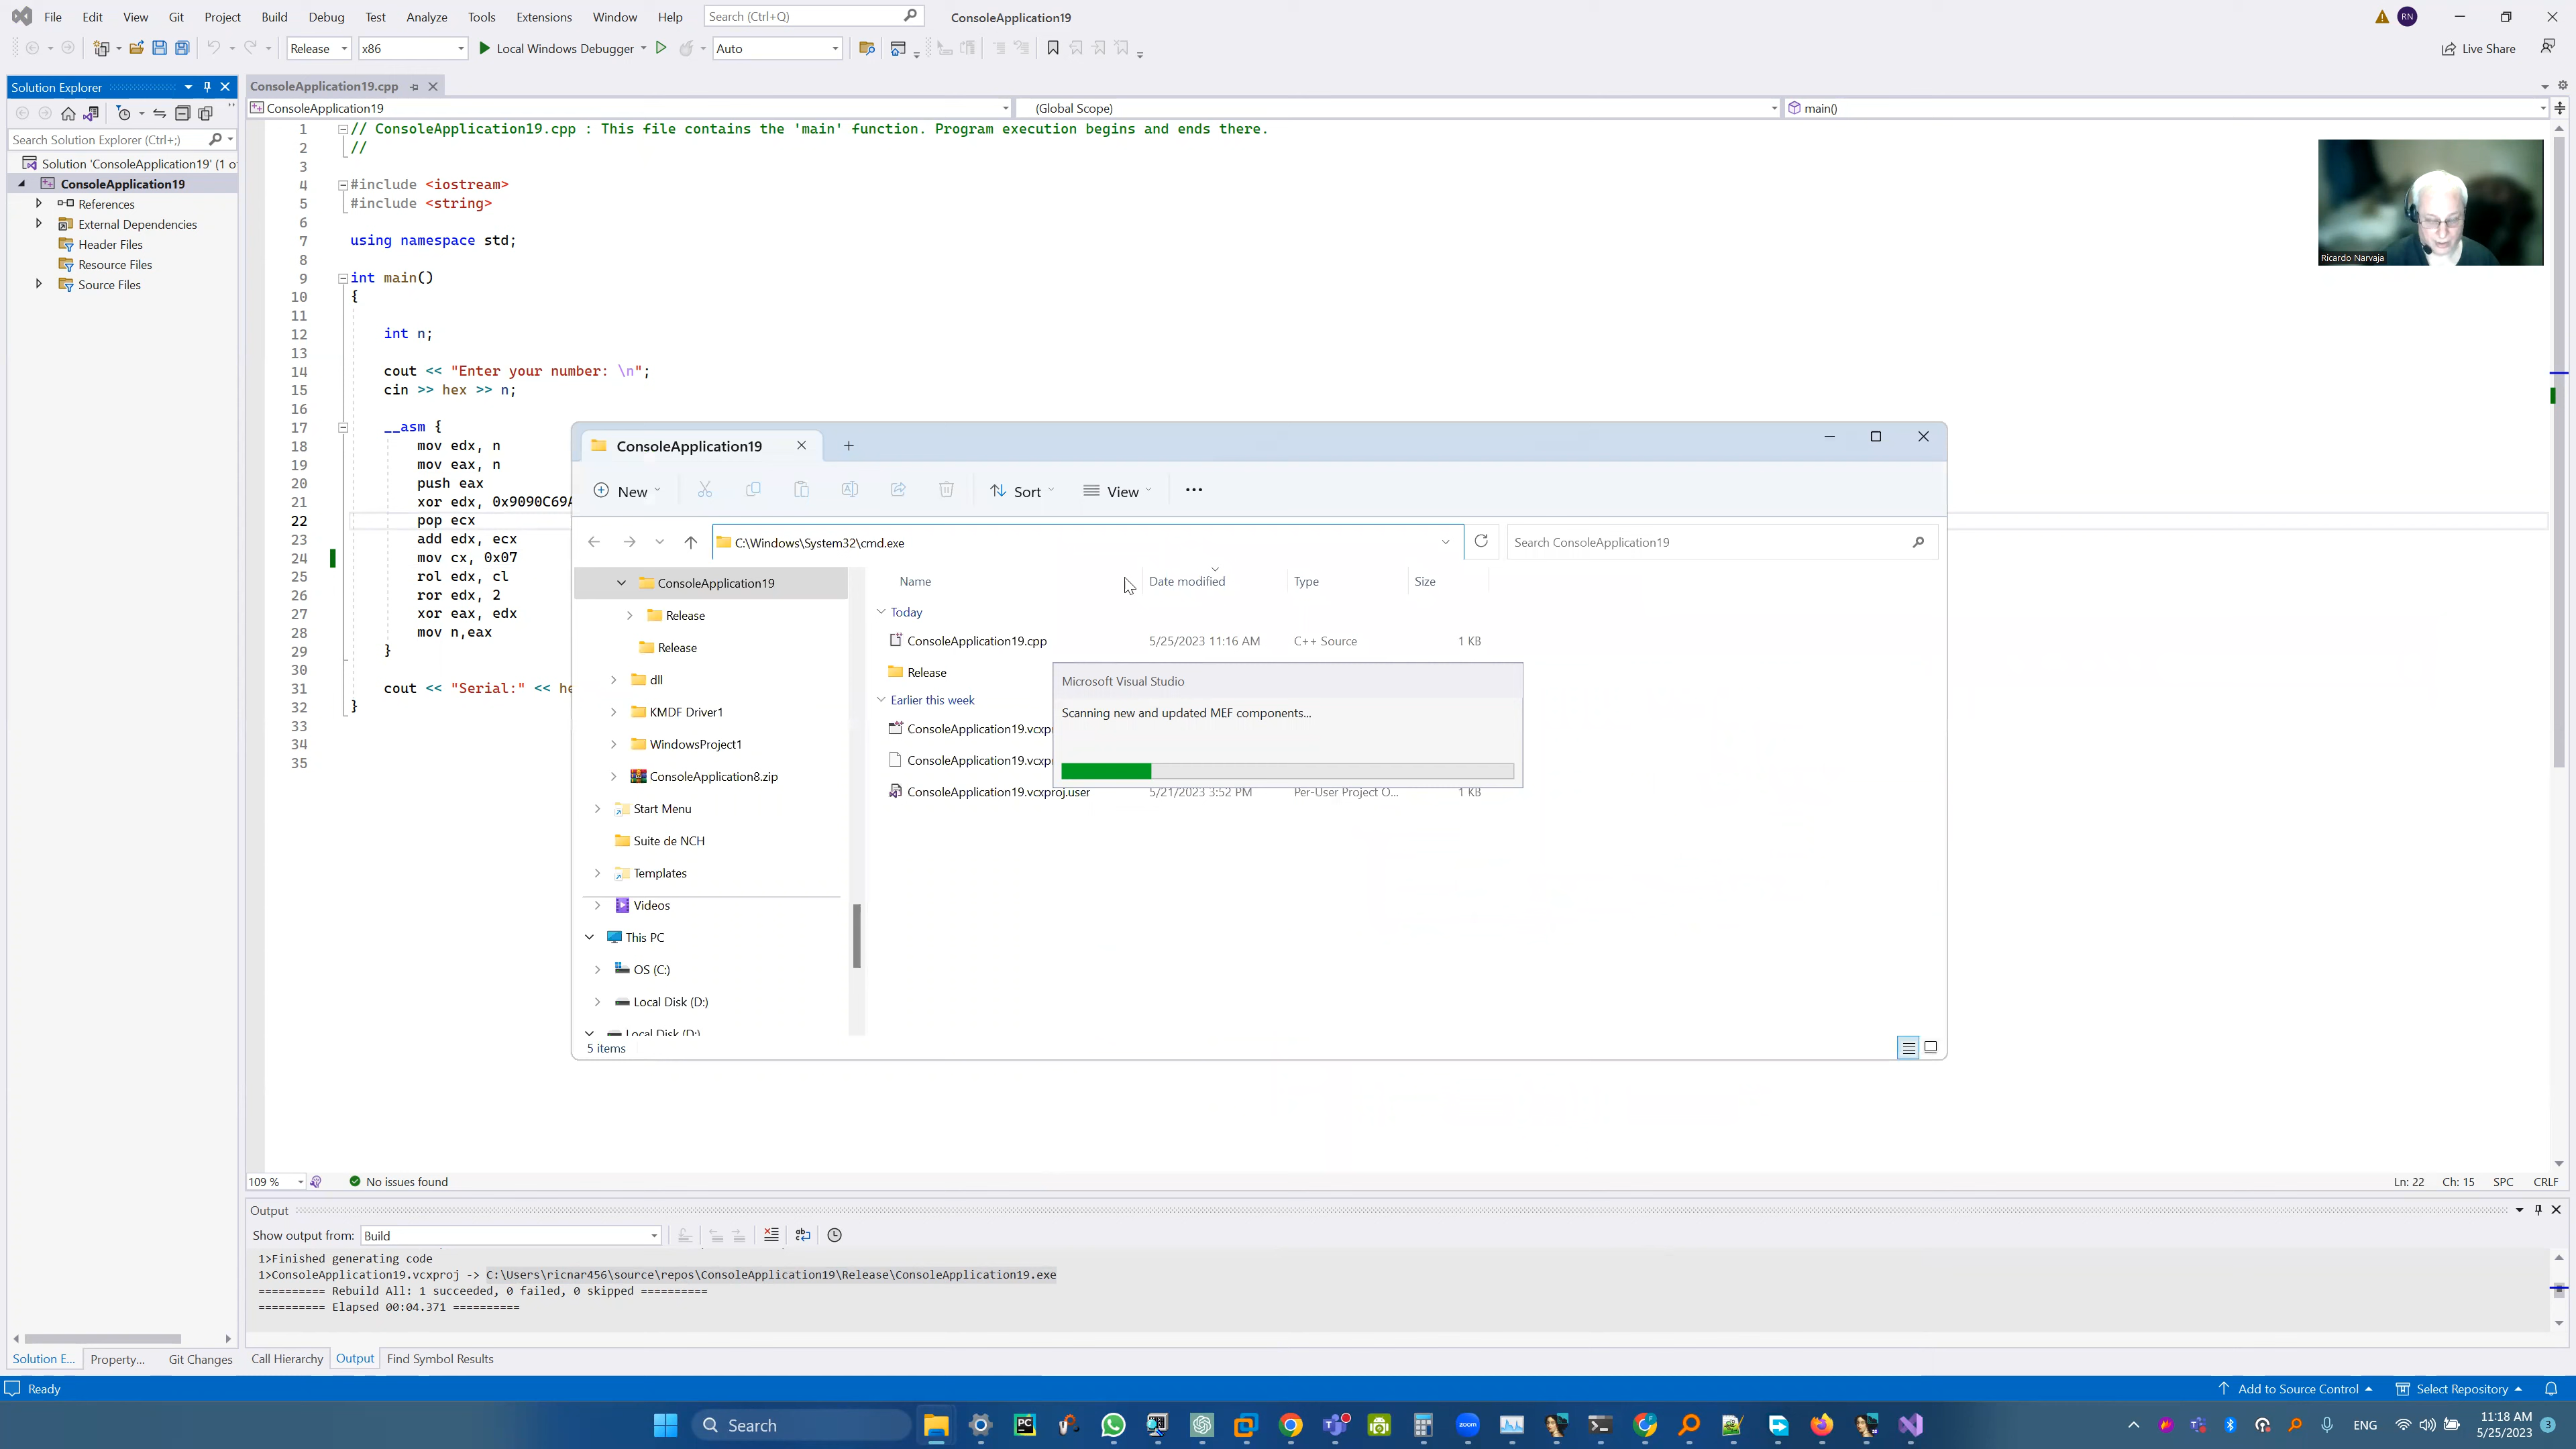 File Edit View Git Project Build Debug Test Analyze Tools Extensions Window Help Search (Ctrl+Q) ConsoleApplication19 RN
Release x86 Local Windows Debugger Auto Live Share
Solution Explorer
Search Solution Explorer (Ctrl+;)
Solution 'ConsoleApplication19' (1 o
ConsoleApplication19
References
External Dependencies
Header Files
Resource Files
Source Files
ConsoleApplication19.cpp
ConsoleApplication19 (Global Scope) main()
1 // ConsoleApplication19.cpp : This file contains the 'main' function. Program execution begins and ends there.
2 //
3
4 #include <iostream>
5 #include <string>
6
7 using namespace std;
8
9 int main()
10 {
11
12 int n;
13
14 cout << "Enter your number: \n";
15 cin >> hex >> n;
16
17 __asm {
18 mov edx, n
19 mov eax, n
20 push eax
21 xor edx, 0x9090C69A
22 pop ecx
23 add edx, ecx
24 mov cx, 0x07
25 rol edx, cl
26 ror edx, 2
27 xor eax, edx
28 mov n,eax
29 }
30
31 cout << "Serial:" << he
32 }
33
34
35
Ricardo Narvaja
ConsoleApplication19
New Sort View
C:\Windows\System32\cmd.exe Search ConsoleApplication19
ConsoleApplication19
Release
Release
dll
KMDF Driver1
WindowsProject1
ConsoleApplication8.zip
Start Menu
Suite de NCH
Templates
Videos
This PC
OS (C:)
Local Disk (D:)
Local Disk (D:)
5 items
Name Date modified Type Size
Today
ConsoleApplication19.cpp 5/25/2023 11:16 AM C++ Source 1 KB
Release
Earlier this week
ConsoleApplication19.vcxpr
ConsoleApplication19.vcxpr
ConsoleApplication19.vcxproj.user 5/21/2023 3:52 PM Per-User Project O... 1 KB
Microsoft Visual Studio
Scanning new and updated MEF components...
109 % No issues found Ln: 22 Ch: 15 SPC CRLF
Output
Show output from: Build
1>Finished generating code
1>ConsoleApplication19.vcxproj -> C:\Users\ricnar456\source\repos\ConsoleApplication19\Release\ConsoleApplication19.exe
========== Rebuild All: 1 succeeded, 0 failed, 0 skipped ==========
========== Elapsed 00:04.371 ==========
Solution E... Property... Git Changes Call Hierarchy Output Find Symbol Results
Ready Add to Source Control Select Repository
Search zoom ENG 11:18 AM 3
5/25/2023